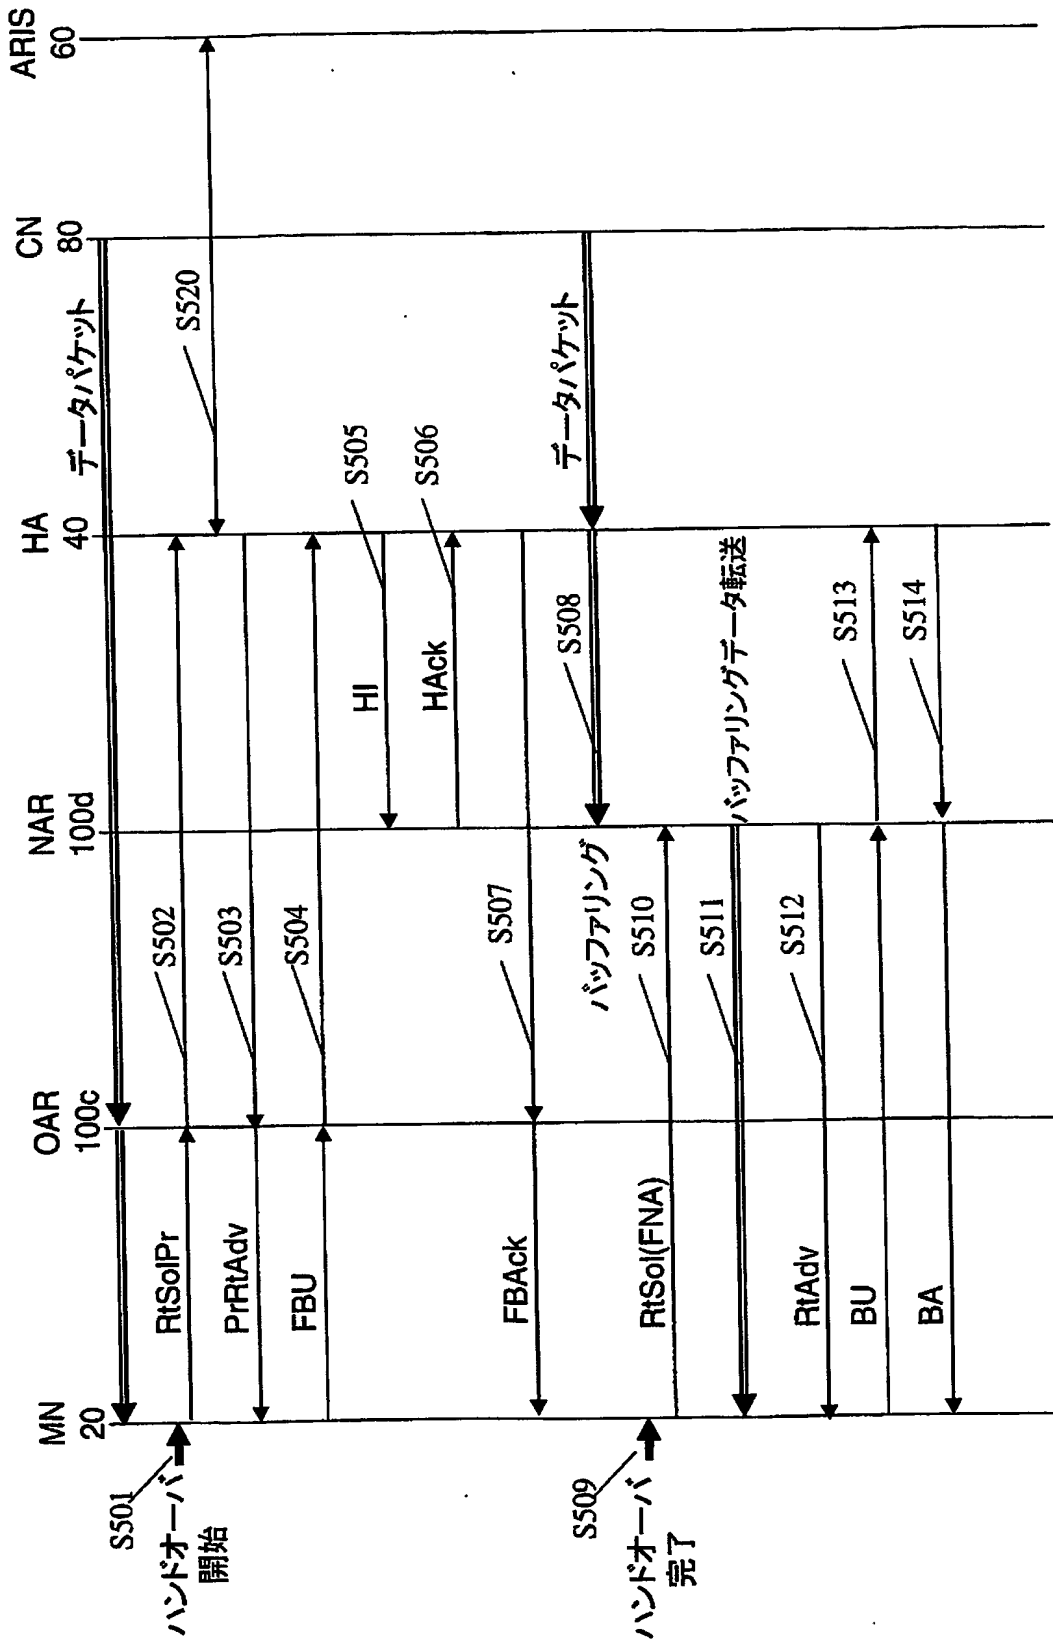 MN
20
OAR
100c
NAR
100d
HA
40
CN
80
ARIS
60
データパケット
S501
ハンドオーバ
開始
RtSolPr
S502
S520
PrRtAdv
S503
FBU
S504
HI
S505
HAck
S506
FBAck
S507
データパケット
S508
バッファリング
S509
ハンドオーバ
完了
RtSol(FNA)
S510
バッファリングデータ転送
S511
RtAdv
S512
BU
S513
BA
S514